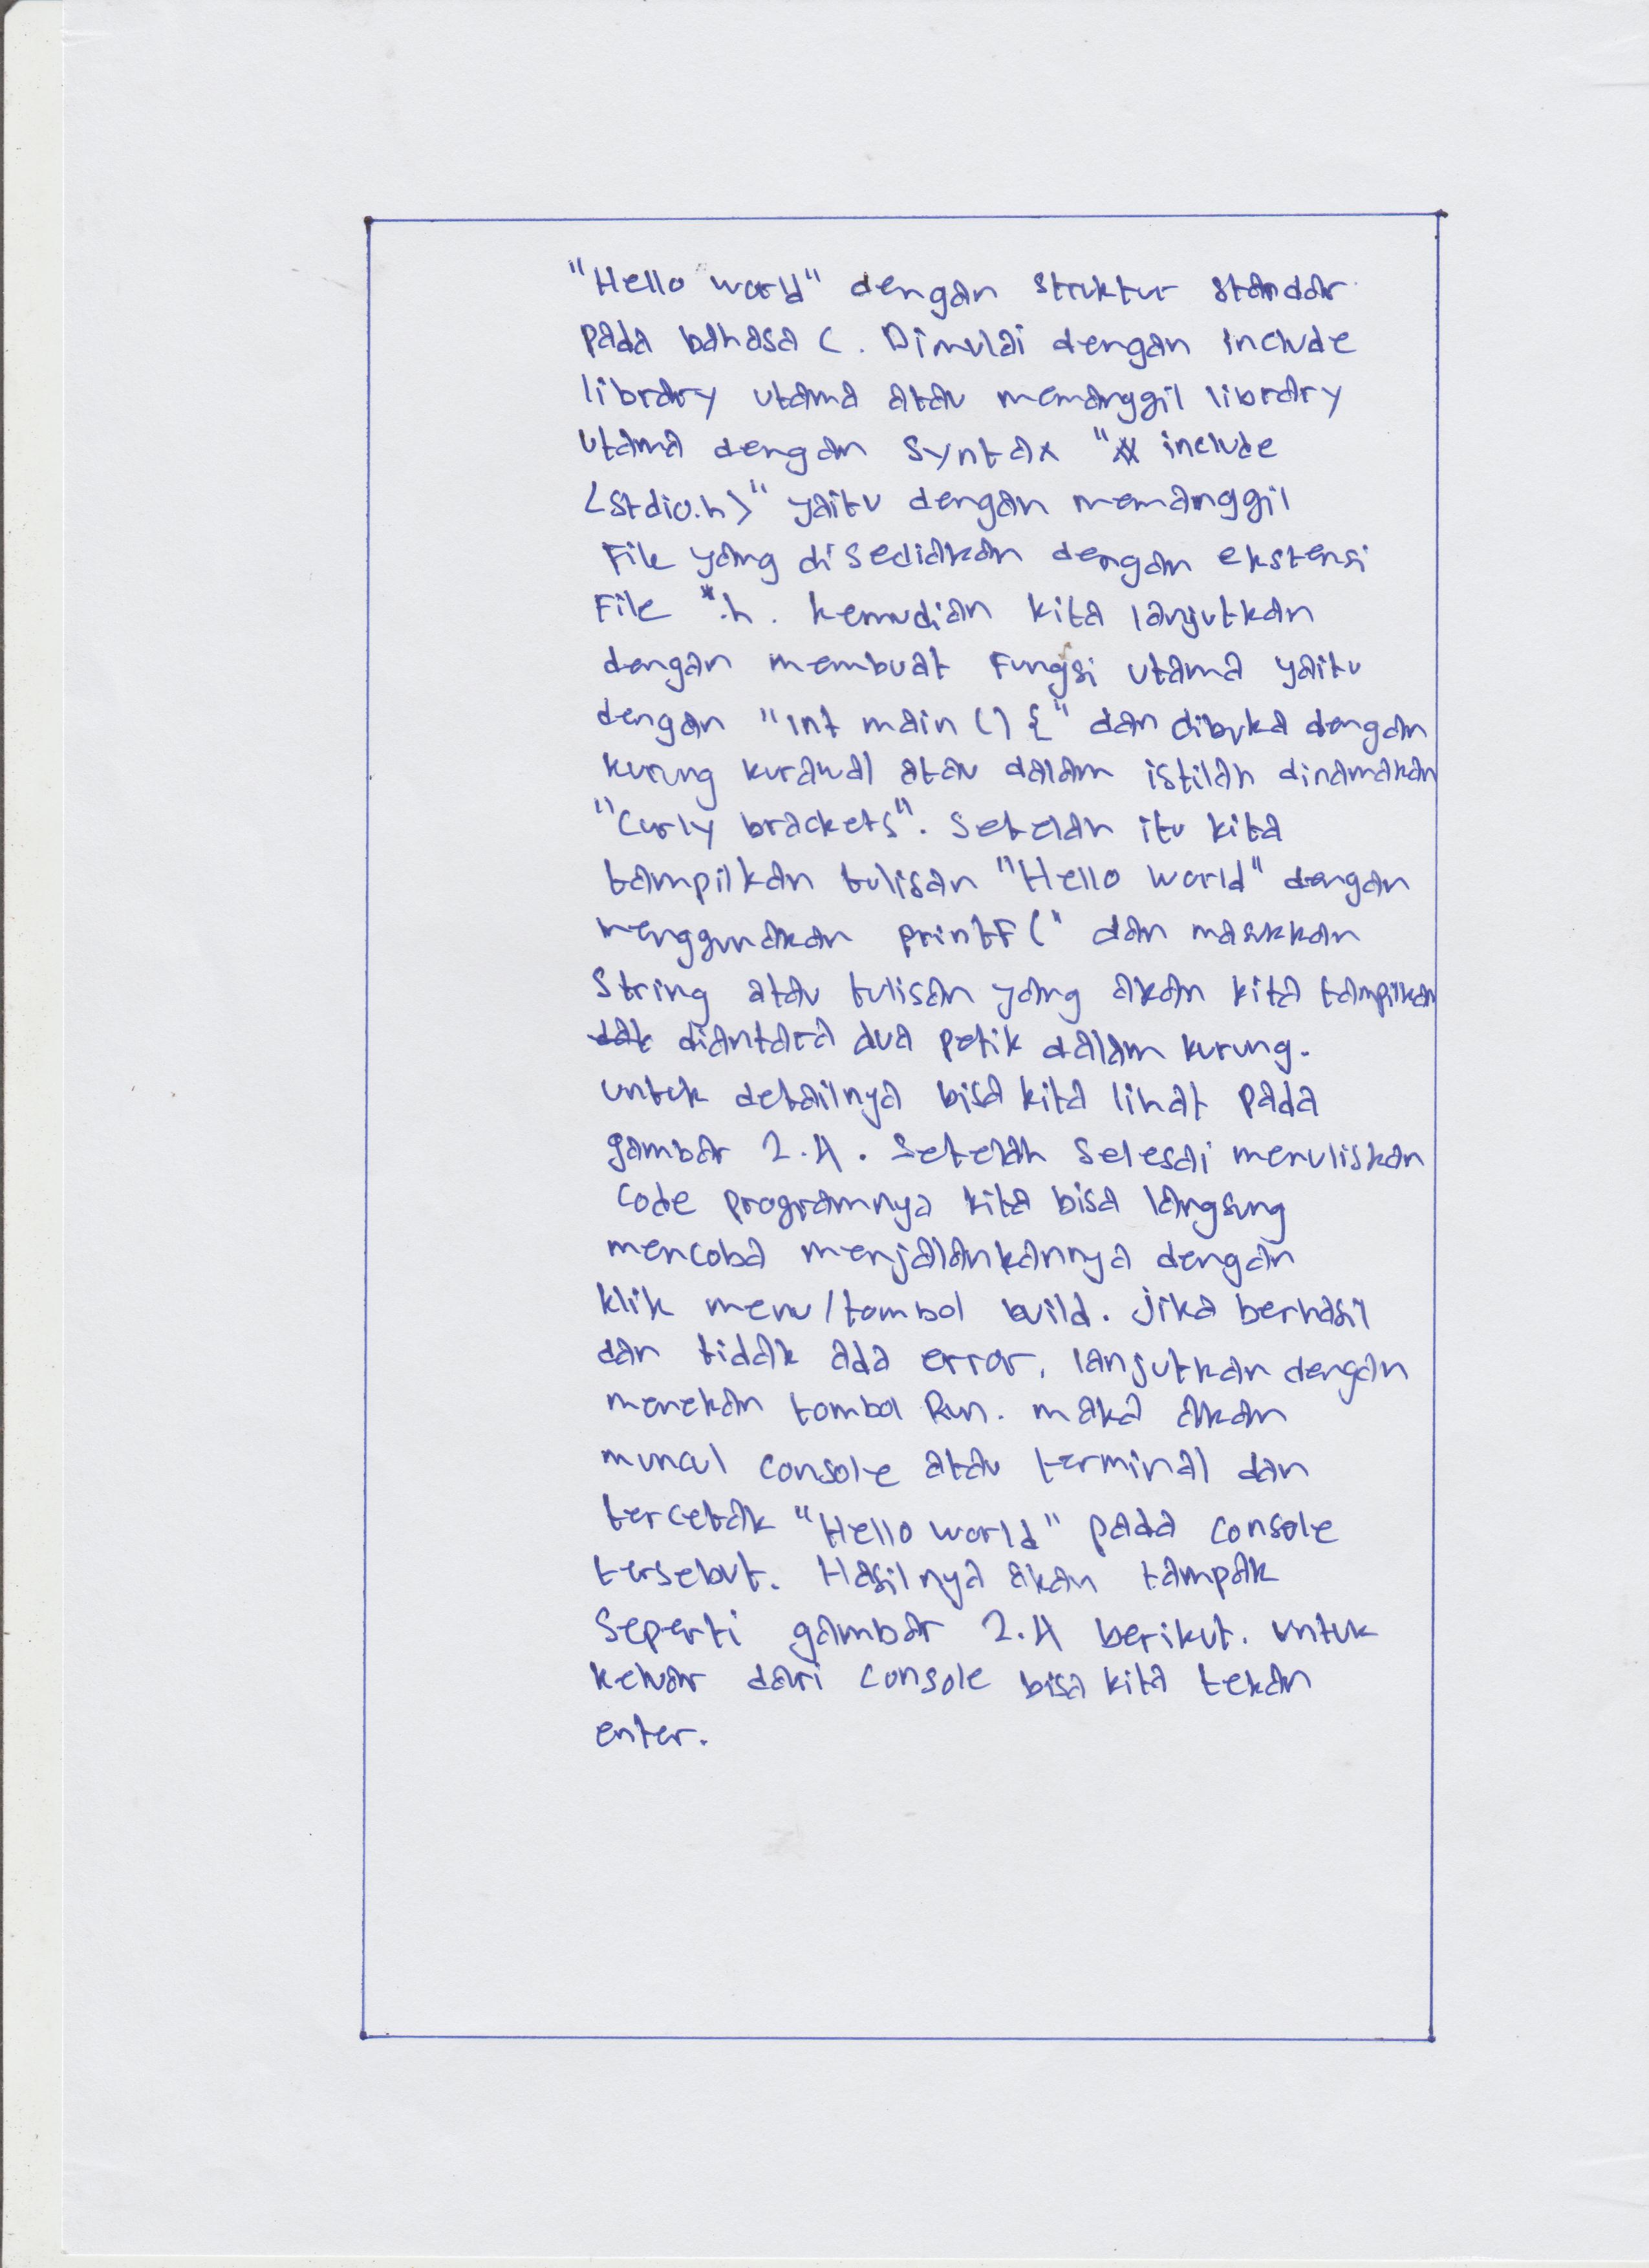 "Hello world" dengan struktur standar
pada bahasa C. Dimulai dengan include
library utama atau memanggil library
utama dengan syntax "# include
<stdio.h>" yaitu dengan memanggil
File yang disediakan dengan ekstensi
File *.h. kemudian kita lanjutkan
dengan membuat Fungsi utama yaitu
dengan "int main () {" dan dibuka dengan
kurung kurawal atau dalam istilah dinamakan
"Curly brackets". Setelah itu kita
tampilkan tulisan "Hello world" dengan
menggunakan printF (" dan masukkan
String atau tulisan yang akan kita tampilkan
diantara dua petik dalam kurung.
untuk detailnya bisa kita lihat pada
gambar 2.4. Setelah selesai menuliskan
code programnya kita bisa langsung
mencoba menjalankannya dengan
klik menu/tombol build. jika berhasil
dan tidak ada error, lanjutkan dengan
menekan tombol Run. maka akan
muncul console atau terminal dan
tercetak "Hello world" pada console
tersebut. Hasilnya akan tampak
Seperti gambar 2.4 berikut. untuk
keluar dari console bisa kita tekan
enter.